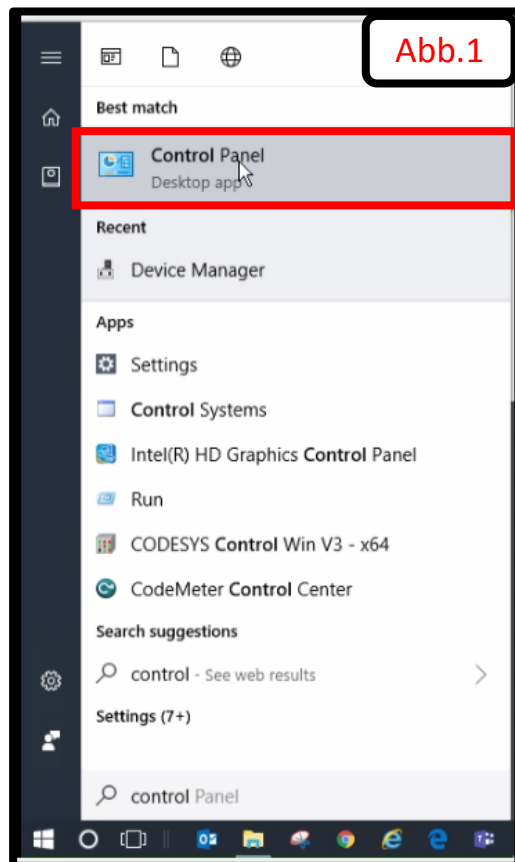 Abb.1
Best match
Control Panel
Desktop app
Recent
Device Manager
Apps
Settings
Control Systems
Intel(R) HD Graphics Control Panel
Run
CODESYS Control Win V3 - x64
CodeMeter Control Center
Search suggestions
control - See web results
Settings (7+)
control Panel